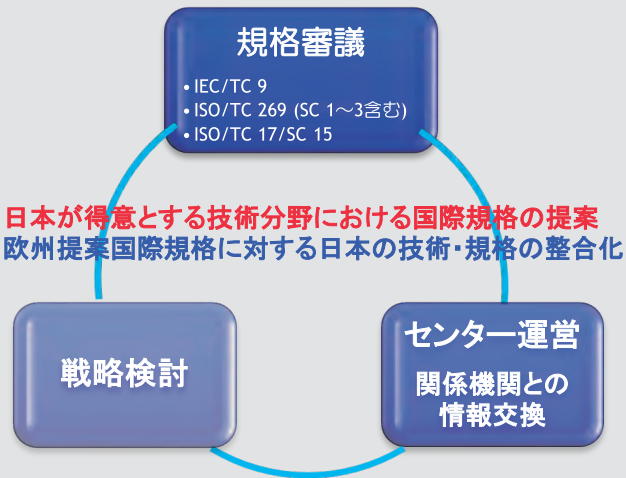 規格審議
• IEC/TC 9
• ISO/TC 269 (SC 1～3含む)
• ISO/TC 17/SC 15
日本が得意とする技術分野における国際規格の提案
欧州提案国際規格に対する日本の技術・規格の整合化
戦略検討
センター運営
関係機関との
情報交換